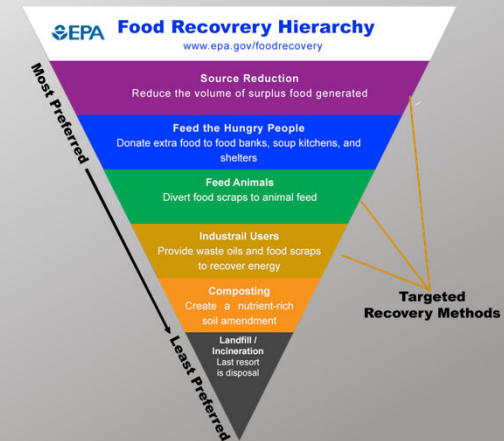 EPA Food Recovrery Hierarchy
www.epa.gov/foodrecovery
Source Reduction
Reduce the volume of surplus food generated
Feed the Hungry People
Donate extra food to food banks, soup kitchens, and
shelters
Feed Animals
Divert food scraps to animal feed
Industrail Users
Provide waste oils and food scraps
to recover energy
Composting
Create a nutrient-rich
soil amendment
Landfill /
Incineration
Last resort
is disposal
Most Preferred
Least Preferred
Targeted
Recovery Methods